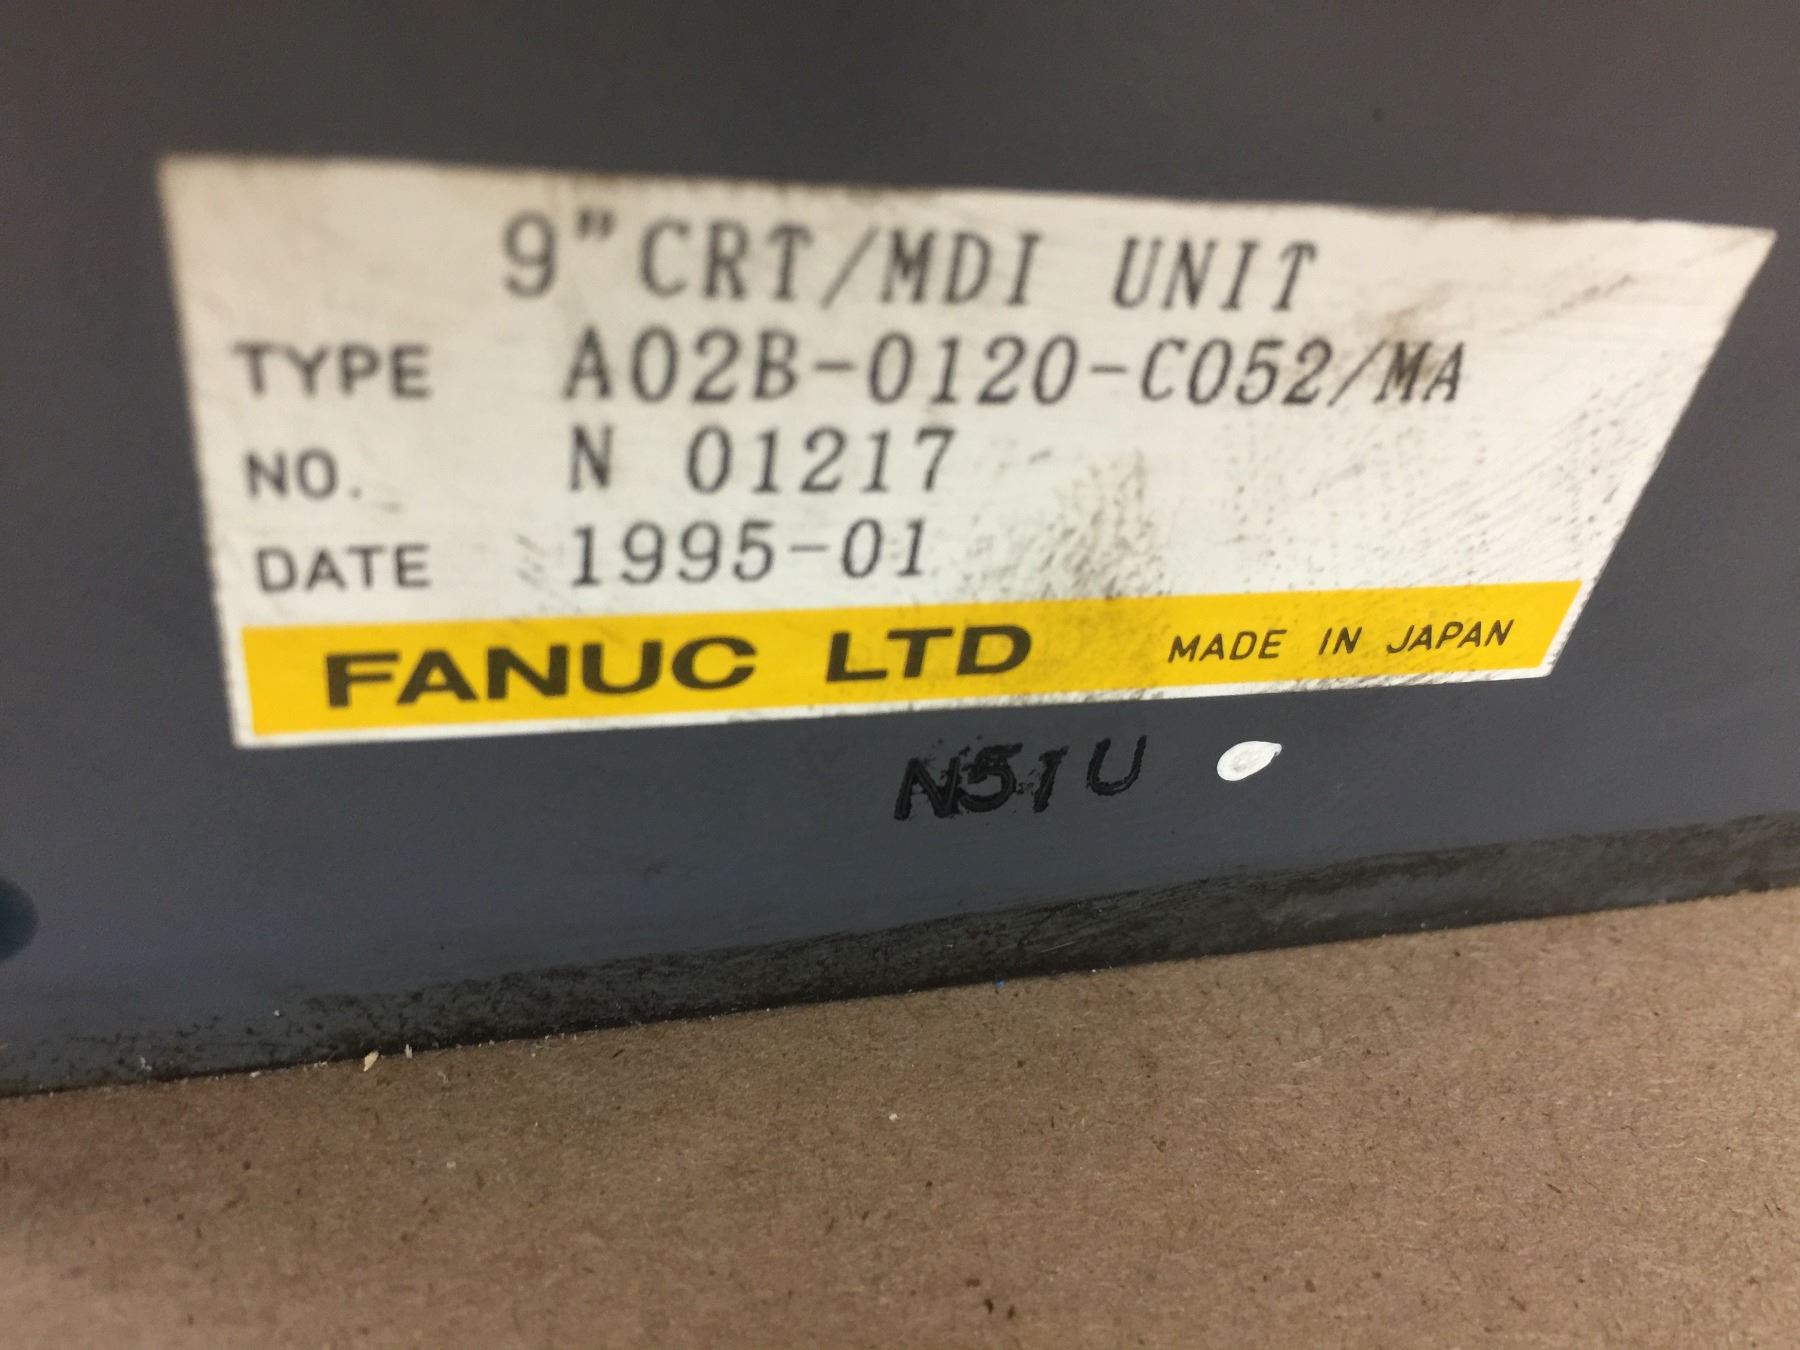 9"CRT/MDI UNIT
TYPE A02B-0120-C052/MA
NO. N 01217
DATE 1995-01
FANUC LTD MADE IN JAPAN
N51U